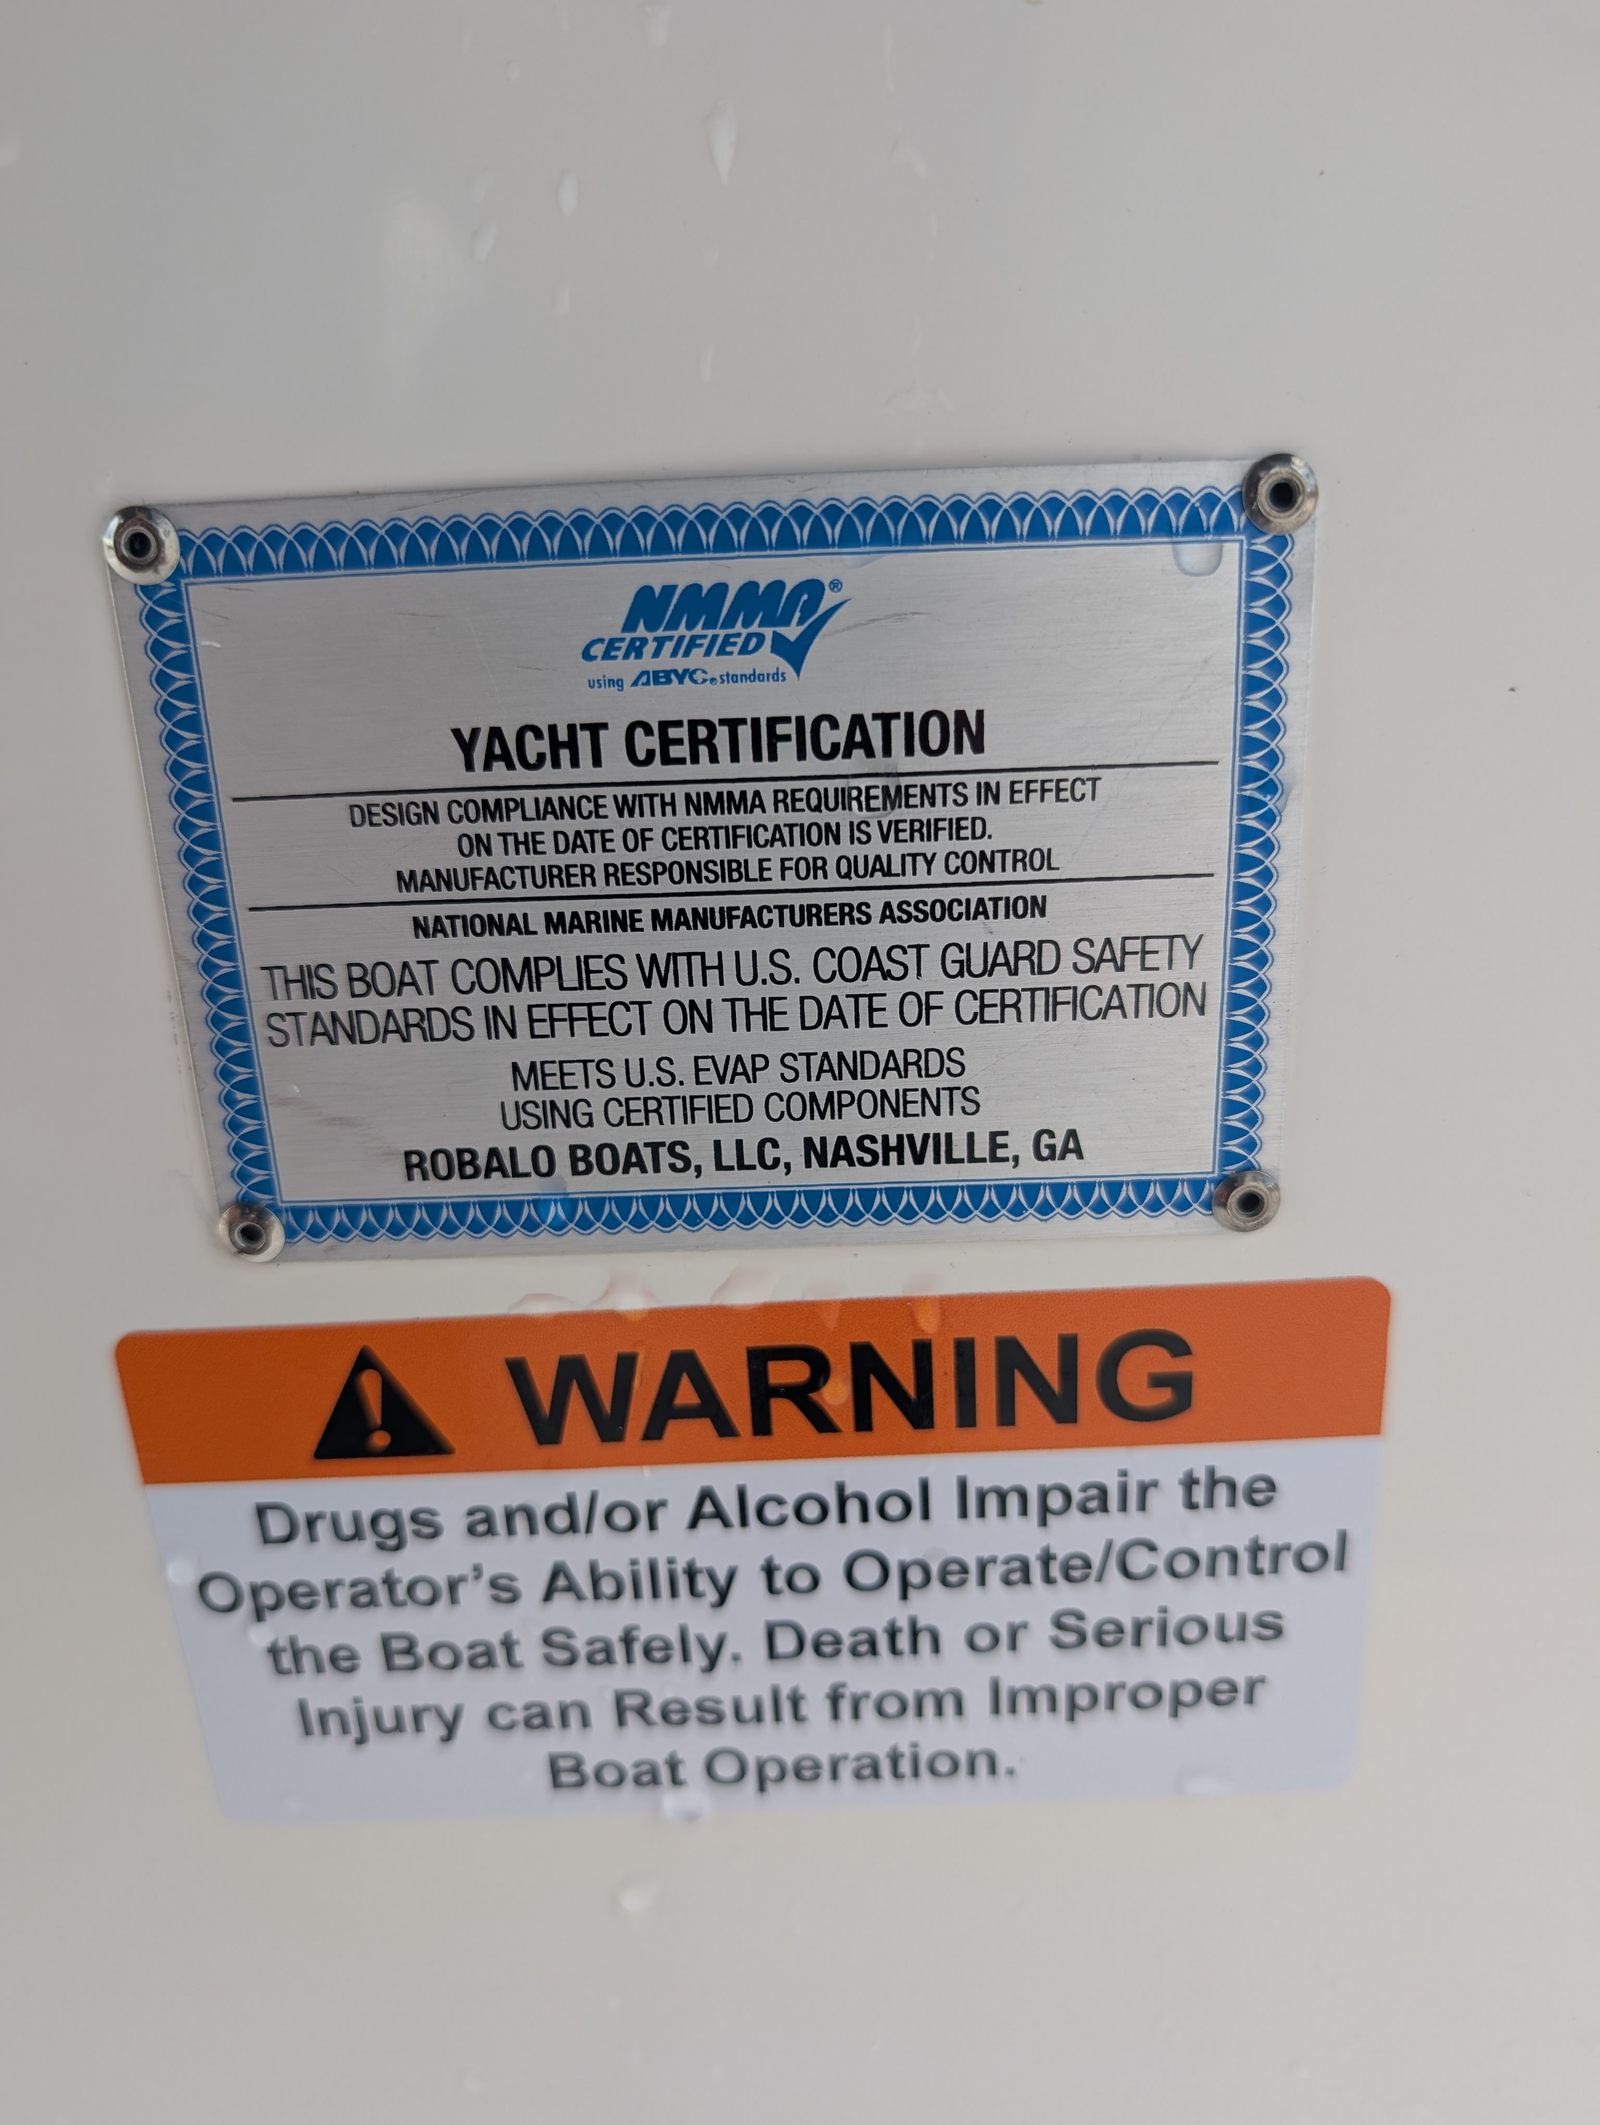 NMMA®
CERTIFIED
using ABYC® standards
YACHT CERTIFICATION
DESIGN COMPLIANCE WITH NMMA REQUIREMENTS IN EFFECT
ON THE DATE OF CERTIFICATION IS VERIFIED.
MANUFACTURER RESPONSIBLE FOR QUALITY CONTROL
NATIONAL MARINE MANUFACTURERS ASSOCIATION
THIS BOAT COMPLIES WITH U.S. COAST GUARD SAFETY
STANDARDS IN EFFECT ON THE DATE OF CERTIFICATION
MEETS U.S. EVAP STANDARDS
USING CERTIFIED COMPONENTS
ROBALO BOATS, LLC, NASHVILLE, GA
WARNING
Drugs and/or Alcohol Impair the
Operator's Ability to Operate/Control
the Boat Safely. Death or Serious
Injury can Result from Improper
Boat Operation.